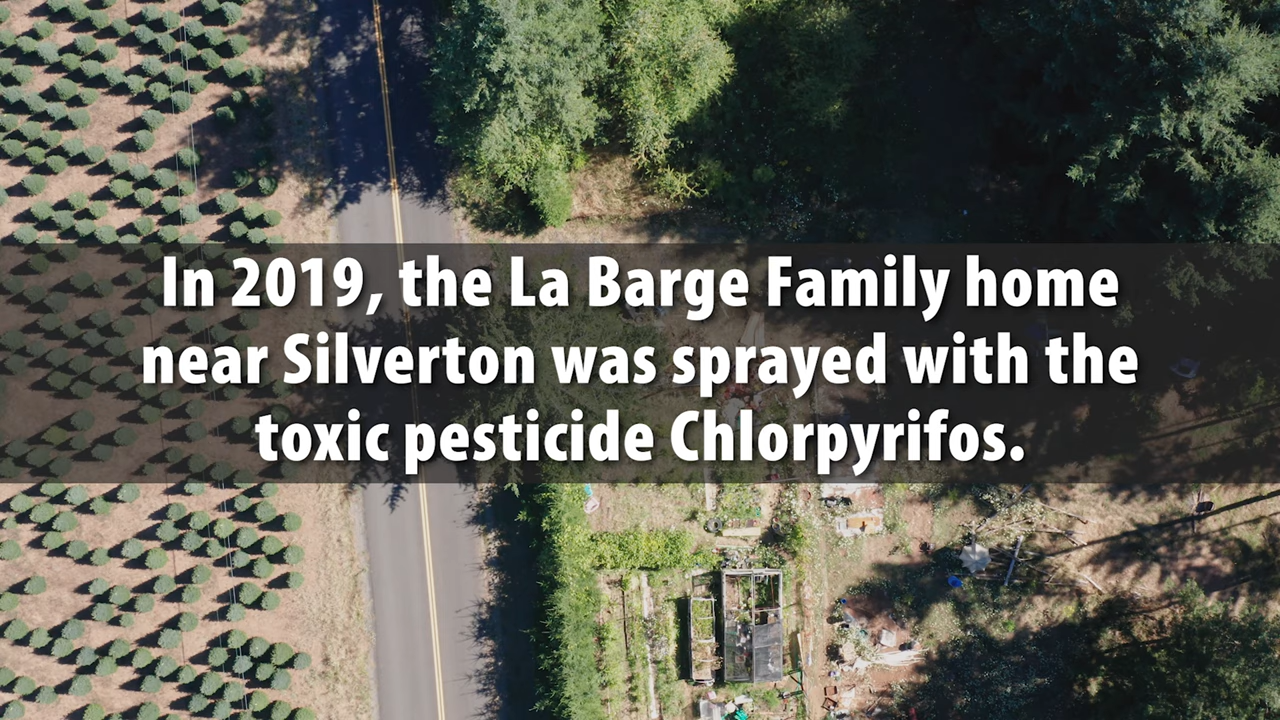 In 2019, the La Barge Family home
near Silverton was sprayed with the
toxic pesticide Chlorpyrifos.